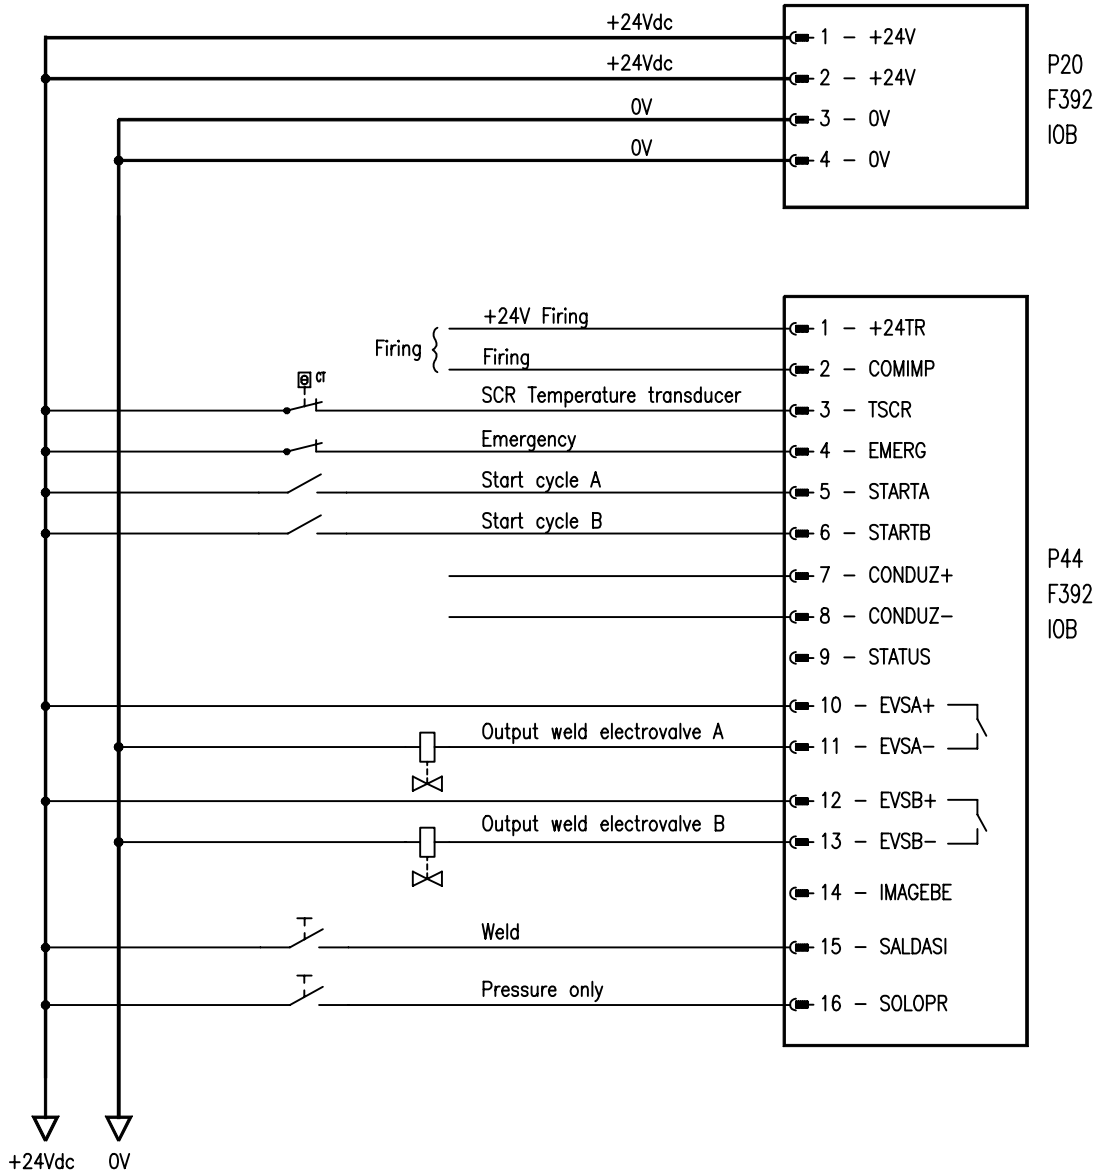 +24Vdc
1 – +24V
+24Vdc
2 – +24V
0V
3 – 0V
0V
4 – 0V
P20
F392
IOB
+24V Firing
1 – +24TR
Firing
Firing
2 – COMIMP
CT
SCR Temperature transducer
3 – TSCR
Emergency
4 – EMERG
Start cycle A
5 – STARTA
Start cycle B
6 – STARTB
7 – CONDUZ+
8 – CONDUZ–
9 – STATUS
P44
F392
IOB
10 – EVSA+
Output weld electrovalve A
11 – EVSA–
12 – EVSB+
Output weld electrovalve B
13 – EVSB–
14 – IMAGEBE
Weld
15 – SALDASI
Pressure only
16 – SOLOPR
+24Vdc
0V